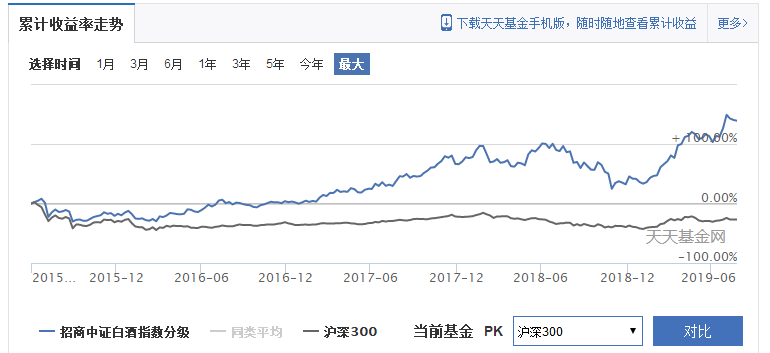 累计收益率走势
下载天天基金手机版，随时随地查看累计收益
更多>
选择时间 1月 3月 6月 1年 3年 5年 今年 最大
+100.00%
0.00%
天天基金网
-100.00%
2015... 2015-12 2016-06 2016-12 2017-06 2017-12 2018-06 2018-12 2019-06
招商中证白酒指数分级 同类平均 沪深300 当前基金 PK 沪深300 对比